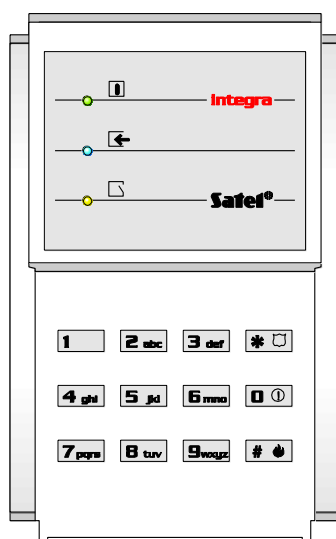 Integra
Satel®
1 2 abc 3 def *
4 ghi 5 jkl 6 mno 0
7 pqrs 8 tuv 9 wxyz #